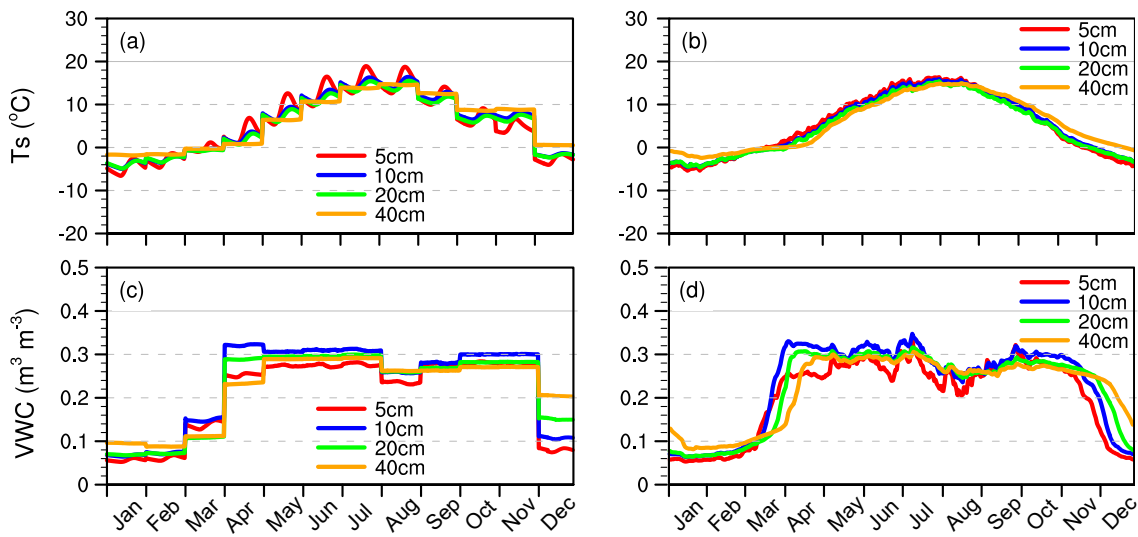 30
20
10
0
-10
-20
Ts (°C)
(a)
5cm
10cm
20cm
40cm
30
20
10
0
-10
-20
(b)
5cm
10cm
20cm
40cm
0.5
0.4
0.3
0.2
0.1
0
VWC (m³ m⁻³)
(c)
5cm
10cm
20cm
40cm
Jan Feb Mar Apr May Jun Jul Aug Sep Oct Nov Dec
0.5
0.4
0.3
0.2
0.1
0
(d)
5cm
10cm
20cm
40cm
Jan Feb Mar Apr May Jun Jul Aug Sep Oct Nov Dec